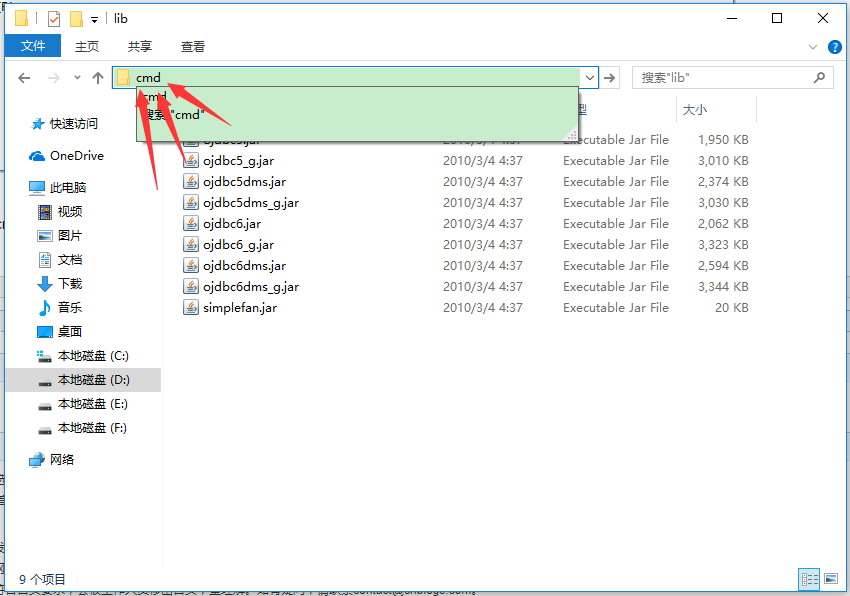 lib
文件 主页 共享 查看
cmd 搜索"lib"
cmd
搜索 "cmd"
型 大小
快速访问
OneDrive
此电脑
视频
图片
文档
下载
音乐
桌面
本地磁盘 (C:)
本地磁盘 (D:)
本地磁盘 (E:)
本地磁盘 (F:)
网络
ojdbc5.jar 2010/3/4 4:37 Executable Jar File 1,950 KB
ojdbc5_g.jar 2010/3/4 4:37 Executable Jar File 3,010 KB
ojdbc5dms.jar 2010/3/4 4:37 Executable Jar File 2,374 KB
ojdbc5dms_g.jar 2010/3/4 4:37 Executable Jar File 3,030 KB
ojdbc6.jar 2010/3/4 4:37 Executable Jar File 2,062 KB
ojdbc6_g.jar 2010/3/4 4:37 Executable Jar File 3,323 KB
ojdbc6dms.jar 2010/3/4 4:37 Executable Jar File 2,594 KB
ojdbc6dms_g.jar 2010/3/4 4:37 Executable Jar File 3,344 KB
simplefan.jar 2010/3/4 4:37 Executable Jar File 20 KB
9 个项目